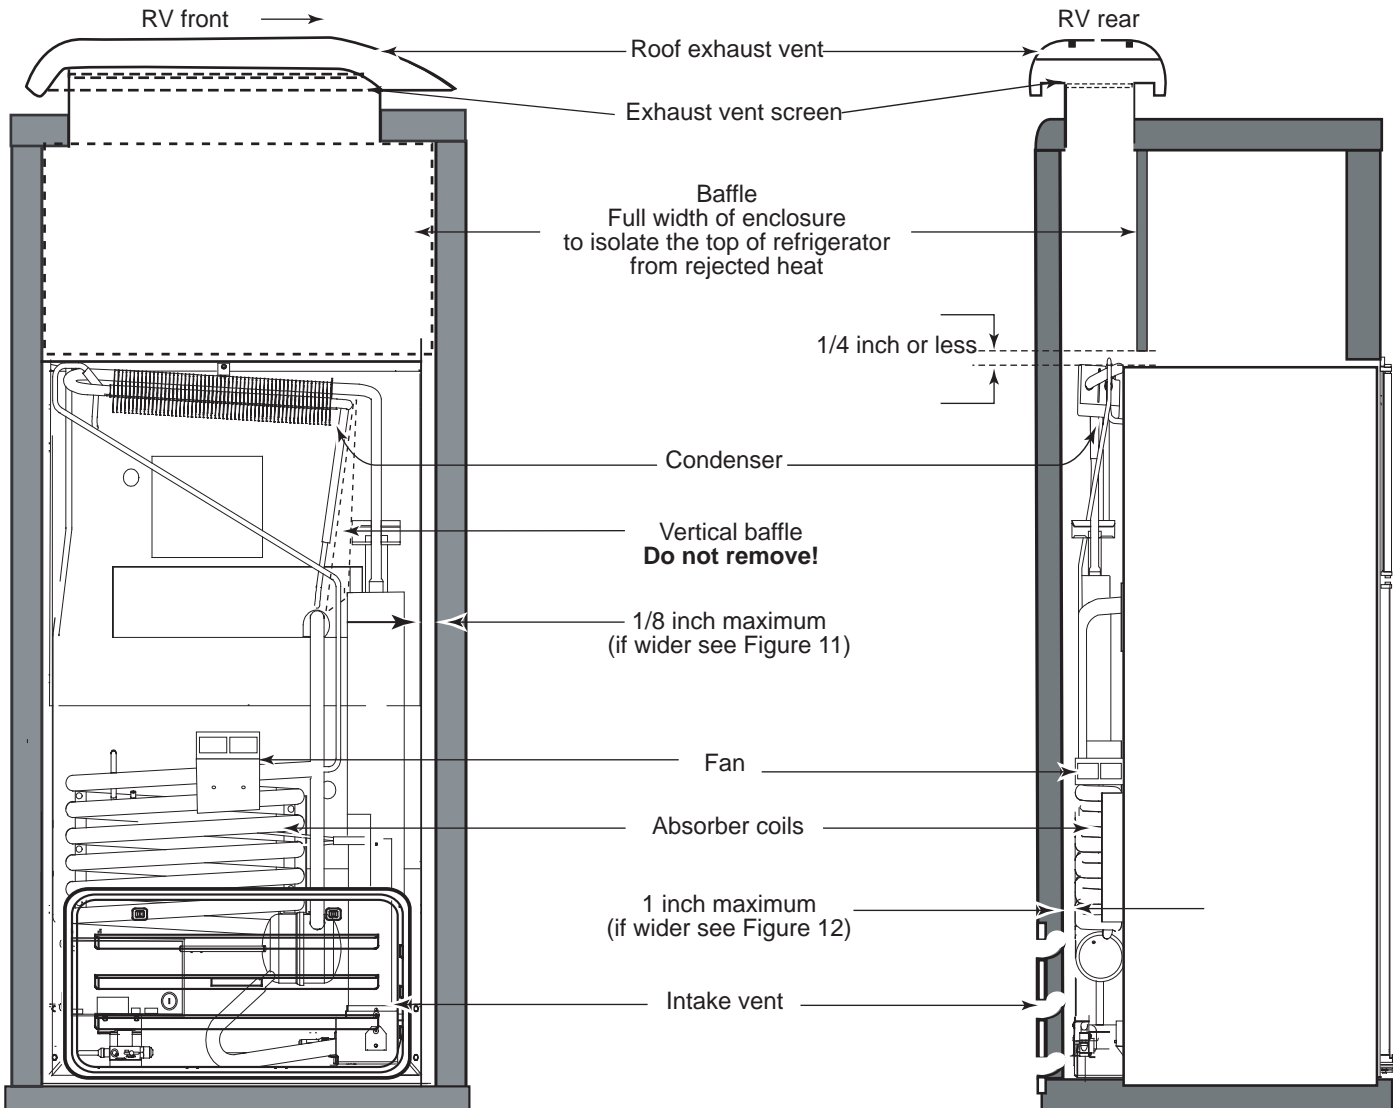 RV front
RV rear
Roof exhaust vent
Exhaust vent screen
Baffle
Full width of enclosure
to isolate the top of refrigerator
from rejected heat
1/4 inch or less
Condenser
Vertical baffle
Do not remove!
1/8 inch maximum
(if wider see Figure 11)
Fan
Absorber coils
1 inch maximum
(if wider see Figure 12)
Intake vent